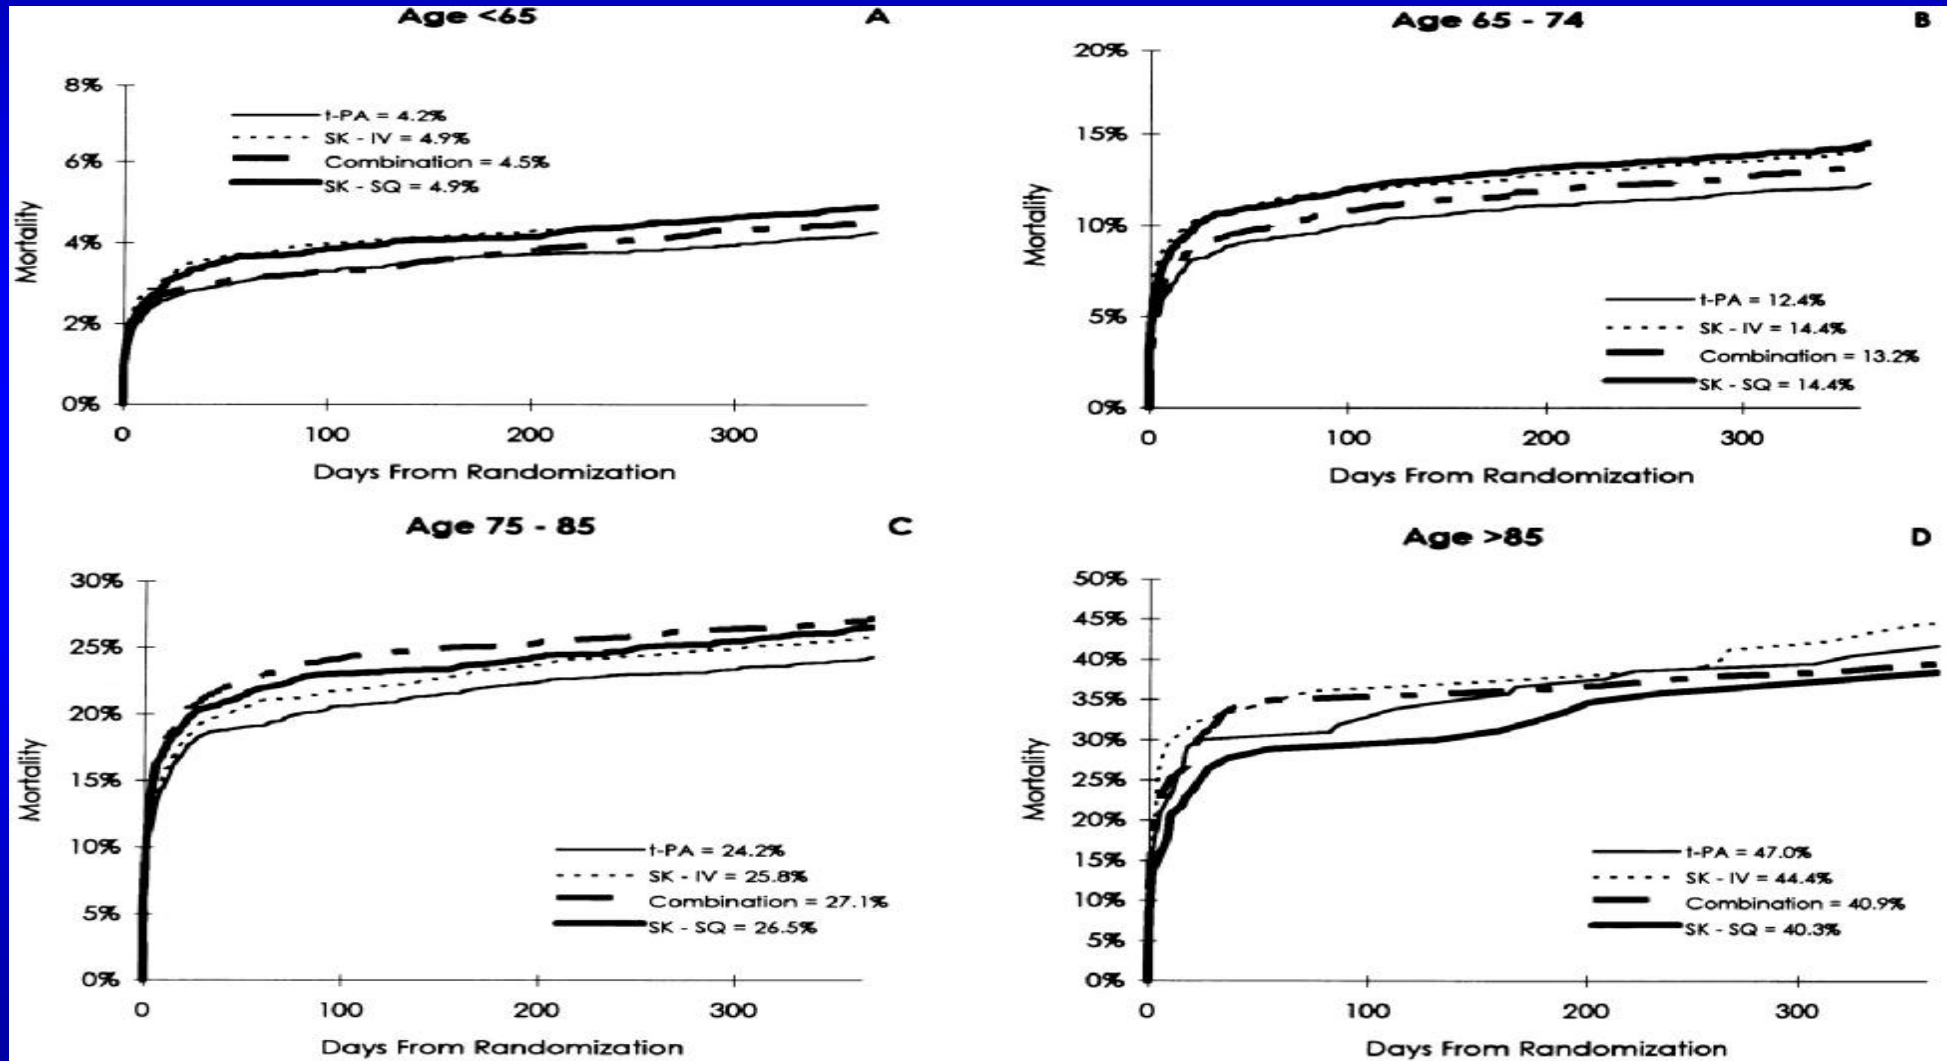 Age <65 A
8%
6%
4%
2%
0%
t-PA = 4.2%
SK - IV = 4.9%
Combination = 4.5%
SK - SQ = 4.9%
Mortality
0 100 200 300
Days From Randomization
Age 65 - 74 B
20%
15%
10%
5%
0%
t-PA = 12.4%
SK - IV = 14.4%
Combination = 13.2%
SK - SQ = 14.4%
Mortality
0 100 200 300
Days From Randomization
Age 75 - 85 C
30%
25%
20%
15%
10%
5%
0%
t-PA = 24.2%
SK - IV = 25.8%
Combination = 27.1%
SK - SQ = 26.5%
Mortality
0 100 200 300
Days From Randomization
Age >85 D
50%
45%
40%
35%
30%
25%
20%
15%
10%
5%
0%
t-PA = 47.0%
SK - IV = 44.4%
Combination = 40.9%
SK - SQ = 40.3%
Mortality
0 100 200 300
Days From Randomization